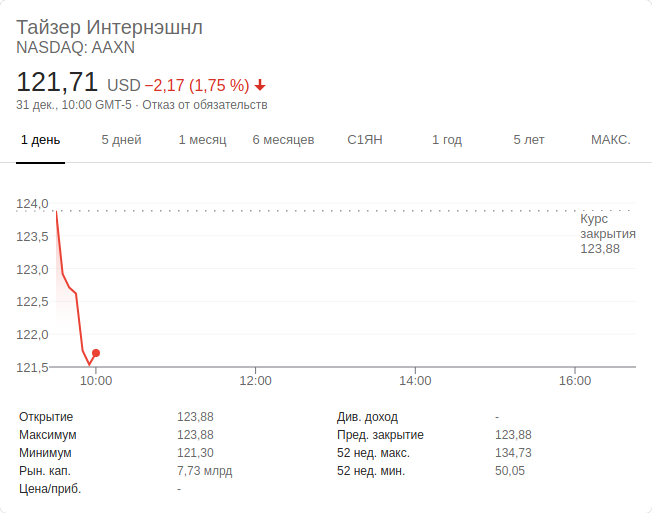 Тайзер Интернэшнл
NASDAQ: AAXN
121,71 USD −2,17 (1,75 %)
31 дек., 10:00 GMT-5 · Отказ от обязательств
1 день 5 дней 1 месяц 6 месяцев С1ЯН 1 год 5 лет МАКС.
124,0
Курс
закрытия
123,88
123,5
123,0
122,5
122,0
121,5
10:00 12:00 14:00 16:00
Открытие 123,88 Див. доход -
Максимум 123,88 Пред. закрытие 123,88
Минимум 121,30 52 нед. макс. 134,73
Рын. кап. 7,73 млрд 52 нед. мин. 50,05
Цена/приб. -